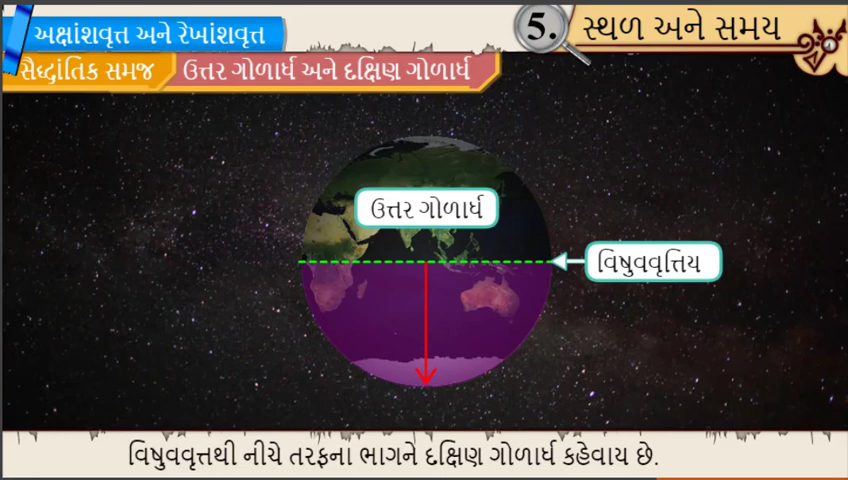 અક્ષાંશવૃત્ત અને રેખાંશવૃત્ત
5. સ્થળ અને સમય
સૈદ્ધાંતિક સમજ ઉત્તર ગોળાર્ધ અને દક્ષિણ ગોળાર્ધ
ઉત્તર ગોળાર્ધ
વિષુવવૃત્તિય
વિષુવવૃત્તથી નીચે તરફના ભાગને દક્ષિણ ગોળાર્ધ કહેવાય છે.